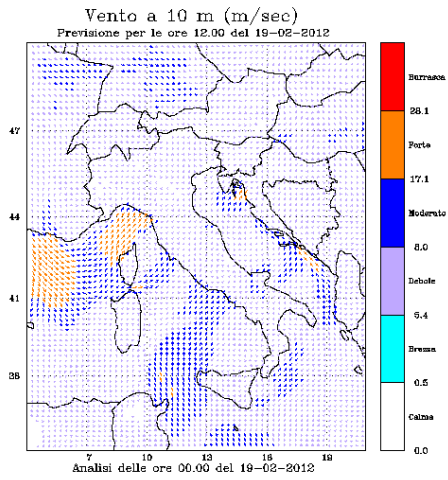 Vento a 10 m (m/sec)
Previsione per le ore 12.00 del 19-02-2012
47
44
41
38
7
10
13
16
19
Burrasca
28.1
Forte
17.1
Moderato
8.0
Debole
5.4
Brezza
0.5
Calma
0.0
Analisi delle ore 00.00 del 19-02-2012